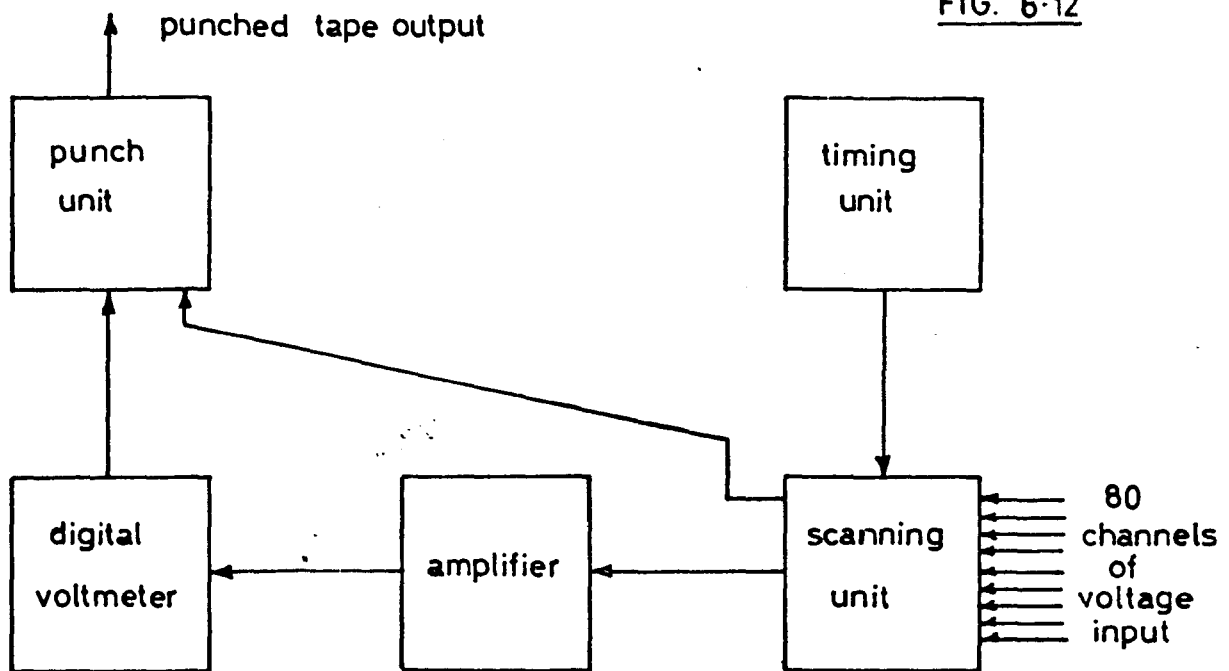 FIG. 6·12
punched tape output
punch
unit
timing
unit
digital
voltmeter
amplifier
scanning
unit
80
channels
of
voltage
input